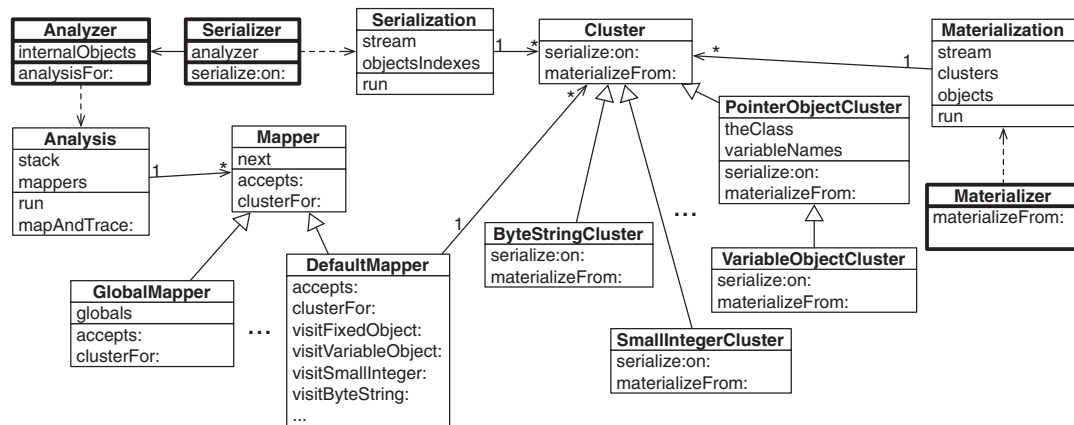 Analyzer
internalObjects
analysisFor:
Serializer
analyzer
serialize:on:
Serialization
stream
objectsIndexes
run
1
*
Cluster
serialize:on:
materializeFrom:
*
*
1
Materialization
stream
clusters
objects
run
Analysis
stack
mappers
run
mapAndTrace:
1
*
Mapper
next
accepts:
clusterFor:
PointerObjectCluster
theClass
variableNames
serialize:on:
materializeFrom:
Materializer
materializeFrom:
...
1
ByteStringCluster
serialize:on:
materializeFrom:
VariableObjectCluster
serialize:on:
materializeFrom:
GlobalMapper
globals
accepts:
clusterFor:
...
DefaultMapper
accepts:
clusterFor:
visitFixedObject:
visitVariableObject:
visitSmallInteger:
visitByteString:
...
SmallIntegerCluster
serialize:on:
materializeFrom: